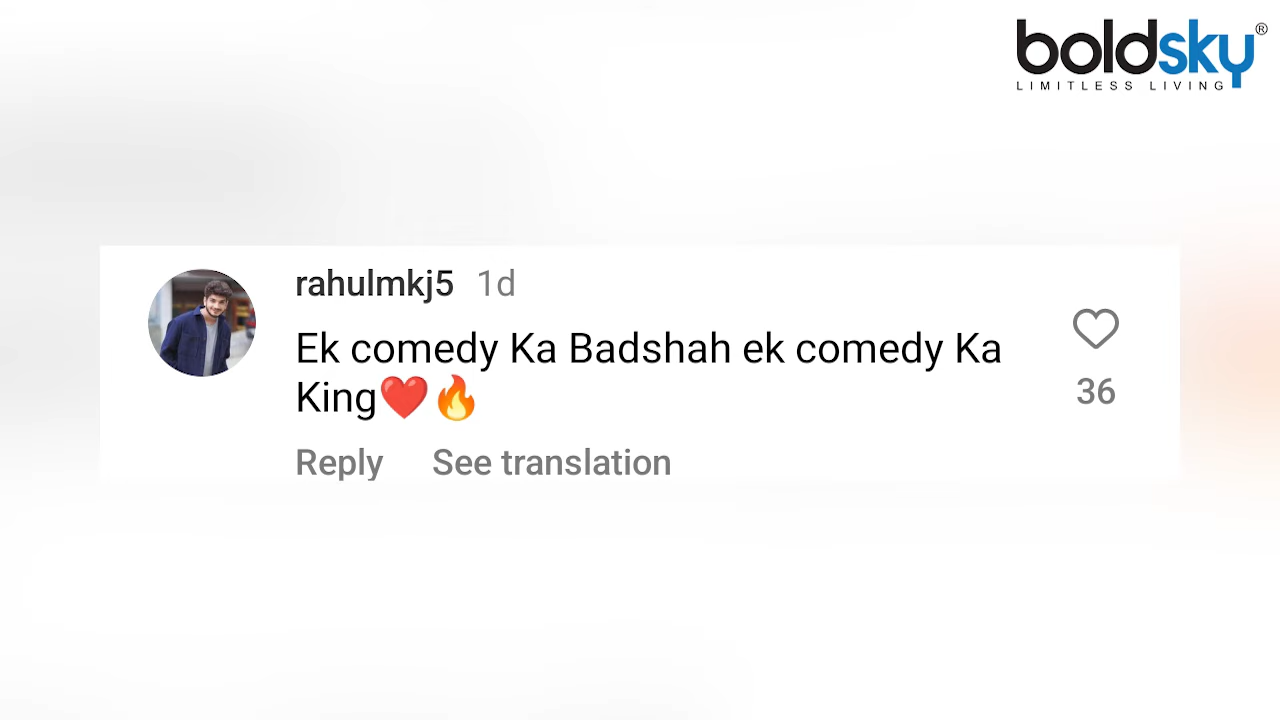 boldsky®
LIMITLESS LIVING
rahulmkj5 1d
Ek comedy Ka Badshah ek comedy Ka
King❤️🔥
36
Reply See translation